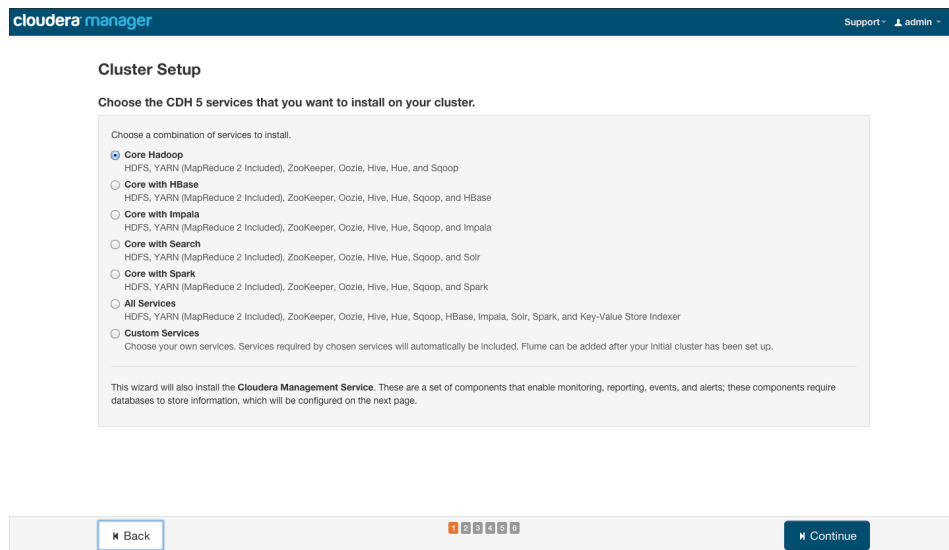 cloudera manager
Support admin
Cluster Setup
Choose the CDH 5 services that you want to install on your cluster.
Choose a combination of services to install.
Core Hadoop
HDFS, YARN (MapReduce 2 Included), ZooKeeper, Oozie, Hive, Hue, and Sqoop
Core with HBase
HDFS, YARN (MapReduce 2 Included), ZooKeeper, Oozie, Hive, Hue, Sqoop, and HBase
Core with Impala
HDFS, YARN (MapReduce 2 Included), ZooKeeper, Oozie, Hive, Hue, Sqoop, and Impala
Core with Search
HDFS, YARN (MapReduce 2 Included), ZooKeeper, Oozie, Hive, Hue, Sqoop, and Solr
Core with Spark
HDFS, YARN (MapReduce 2 Included), ZooKeeper, Oozie, Hive, Hue, Sqoop, and Spark
All Services
HDFS, YARN (MapReduce 2 Included), ZooKeeper, Oozie, Hive, Hue, Sqoop, HBase, Impala, Solr, Spark, and Key-Value Store Indexer
Custom Services
Choose your own services. Services required by chosen services will automatically be included. Flume can be added after your initial cluster has been set up.
This wizard will also install the Cloudera Management Service. These are a set of components that enable monitoring, reporting, events, and alerts; these components require
databases to store information, which will be configured on the next page.
Back
1 2 3 4 5 6
Continue